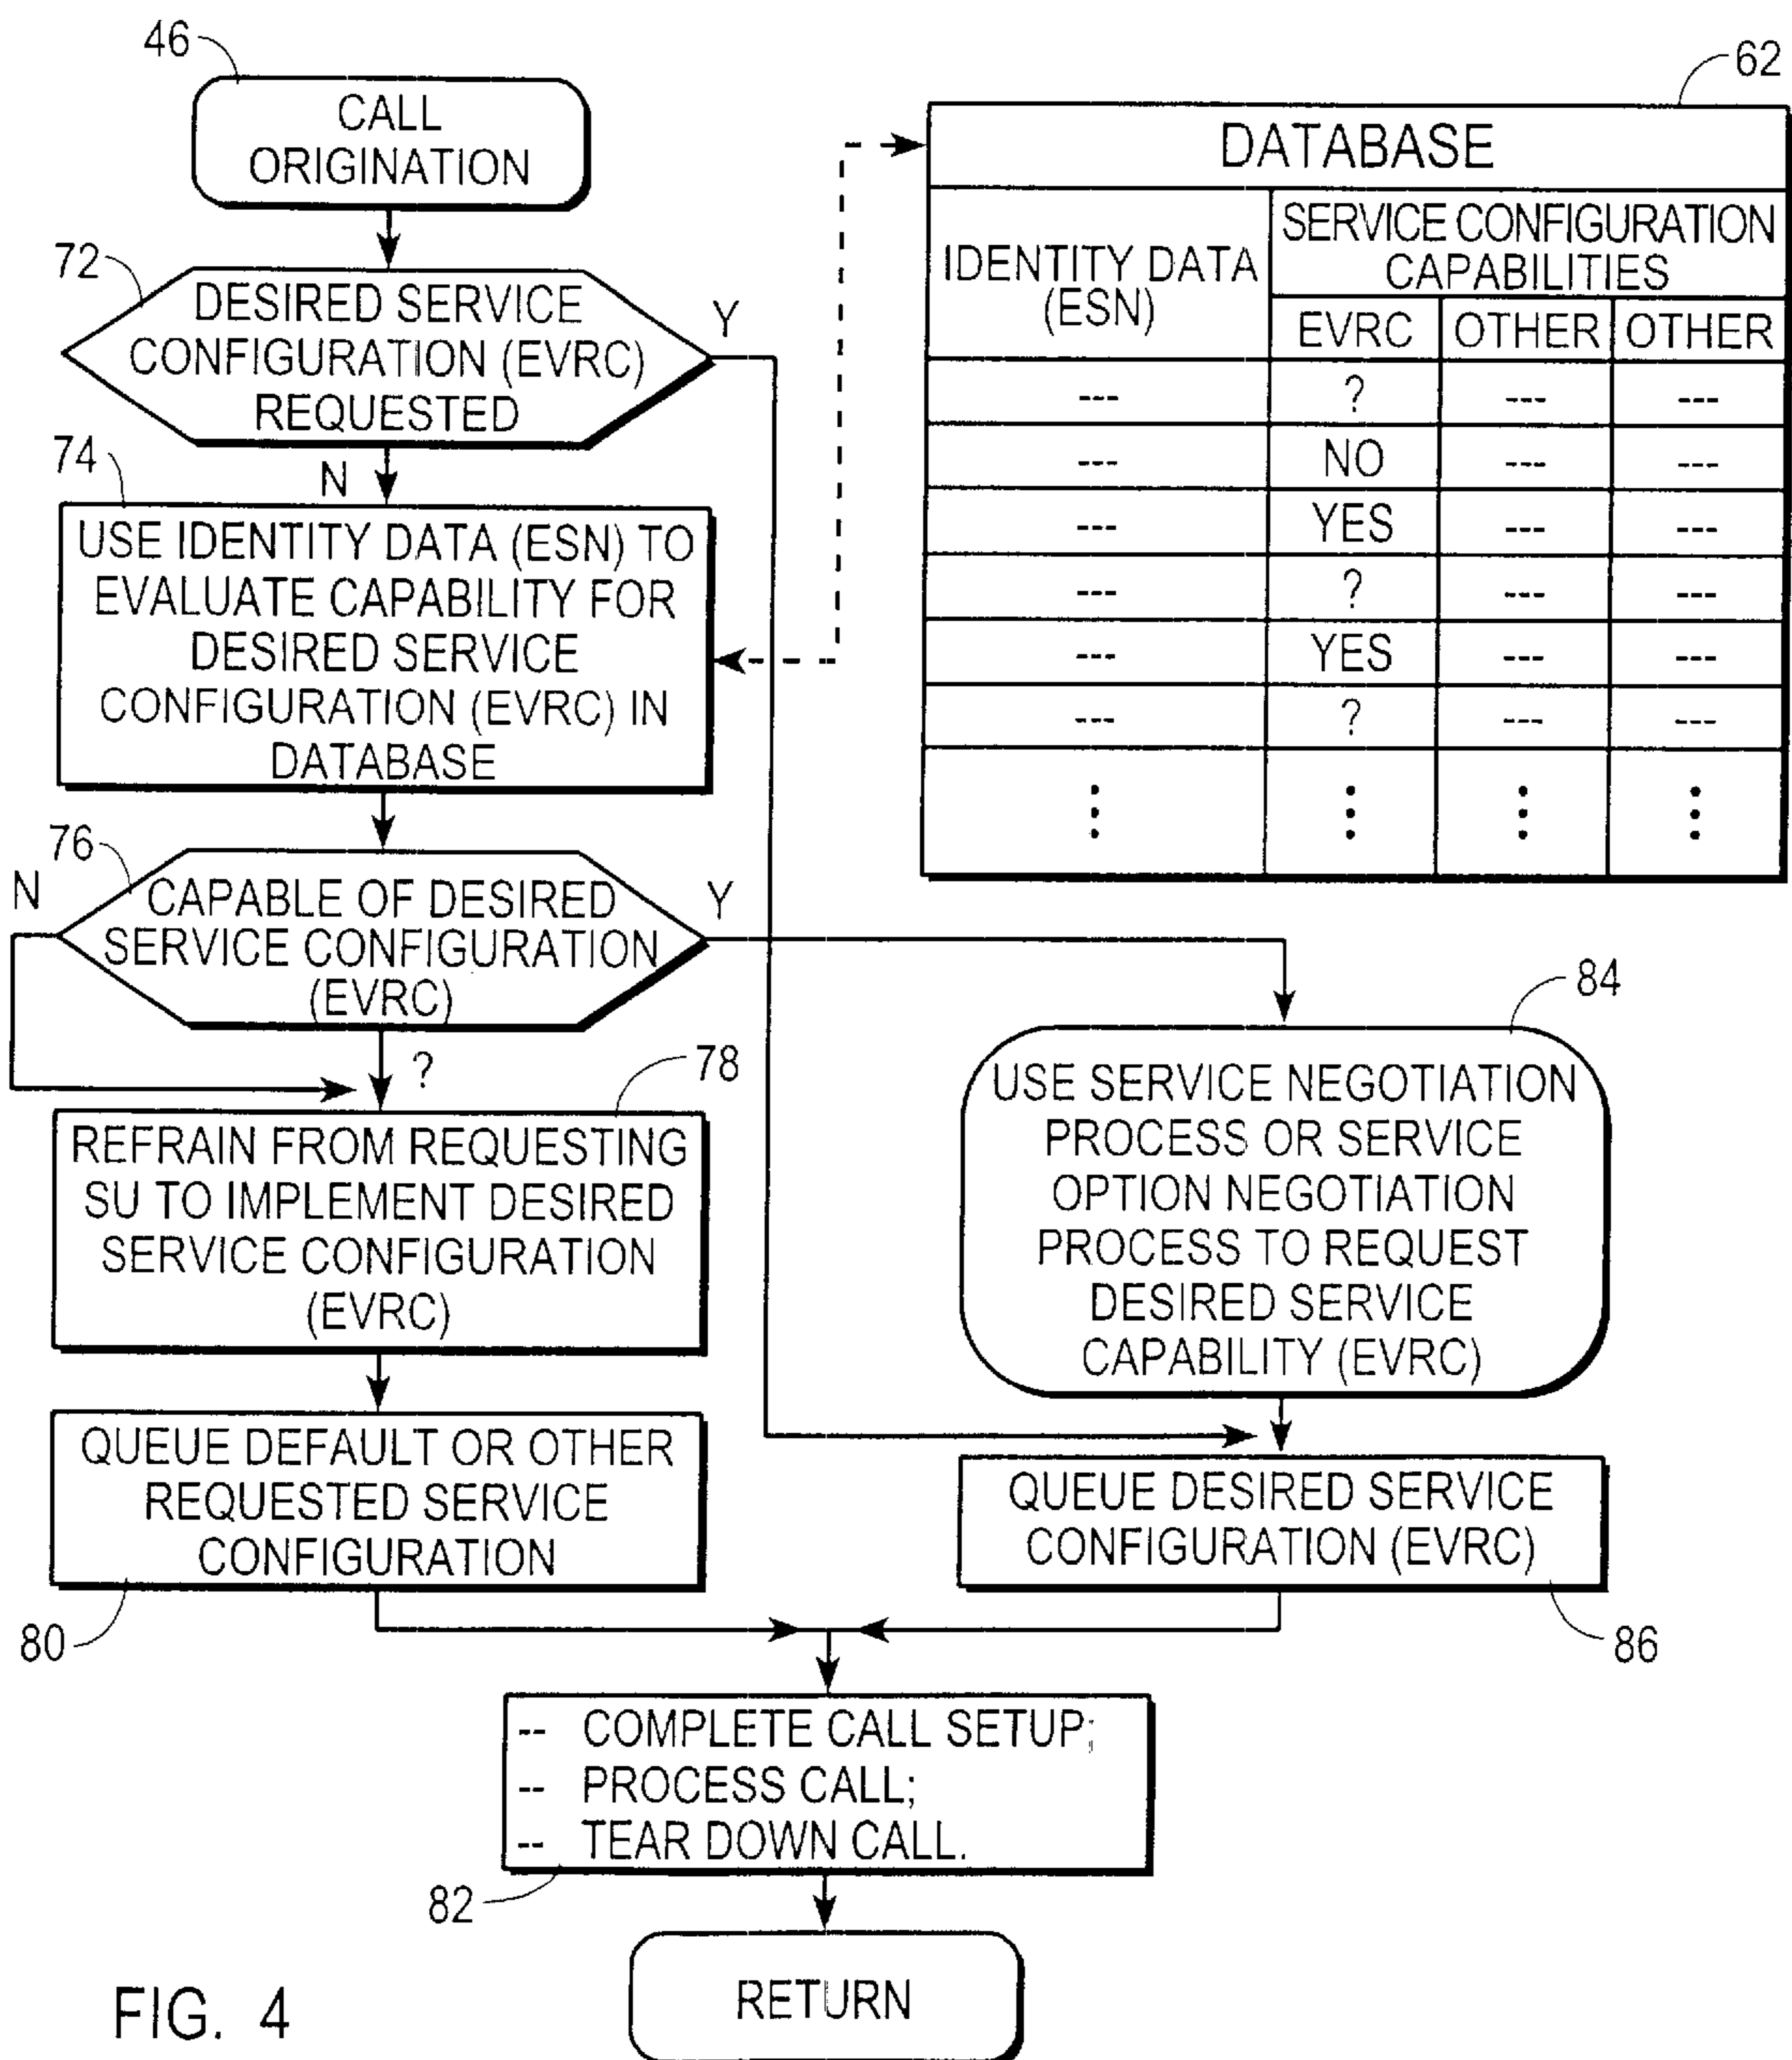 46
CALL
ORIGINATION
72
DESIRED SERVICE
CONFIGURATION (EVRC)
REQUESTED
Y
N
74
USE IDENTITY DATA (ESN) TO
EVALUATE CAPABILITY FOR
DESIRED SERVICE
CONFIGURATION (EVRC) IN
DATABASE
76
N
CAPABLE OF DESIRED
SERVICE CONFIGURATION
(EVRC)
Y
?
78
REFRAIN FROM REQUESTING
SU TO IMPLEMENT DESIRED
SERVICE CONFIGURATION
(EVRC)
QUEUE DEFAULT OR OTHER
REQUESTED SERVICE
CONFIGURATION
80
62
DATABASE
IDENTITY DATA
(ESN)
SERVICE CONFIGURATION
CAPABILITIES
EVRC OTHER OTHER
--- ? --- ---
--- NO --- ---
--- YES --- ---
--- ? --- ---
--- YES --- ---
--- ? --- ---
⋮ ⋮ ⋮ ⋮
84
USE SERVICE NEGOTIATION
PROCESS OR SERVICE
OPTION NEGOTIATION
PROCESS TO REQUEST
DESIRED SERVICE
CAPABILITY (EVRC)
QUEUE DESIRED SERVICE
CONFIGURATION (EVRC)
86
-- COMPLETE CALL SETUP;
-- PROCESS CALL;
-- TEAR DOWN CALL.
82
RETURN
FIG. 4